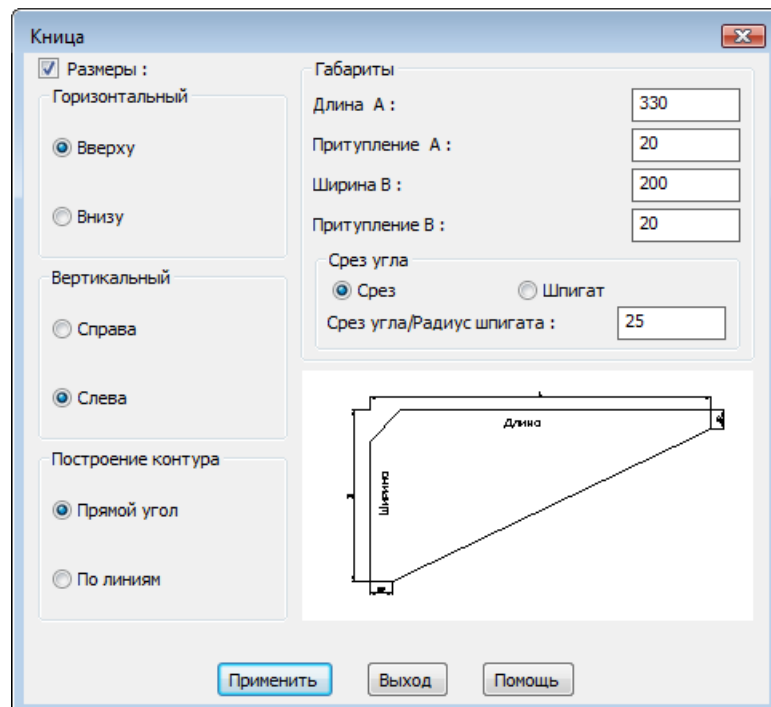 Кница
Размеры :
Горизонтальный
Вверху
Внизу
Вертикальный
Справа
Слева
Построение контура
Прямой угол
По линиям
Габариты
Длина А :
330
Притупление А :
20
Ширина В :
200
Притупление В :
20
Срез угла
Срез
Шпигат
Срез угла/Радиус шпигата :
25
Длина
Ширина
Применить
Выход
Помощь